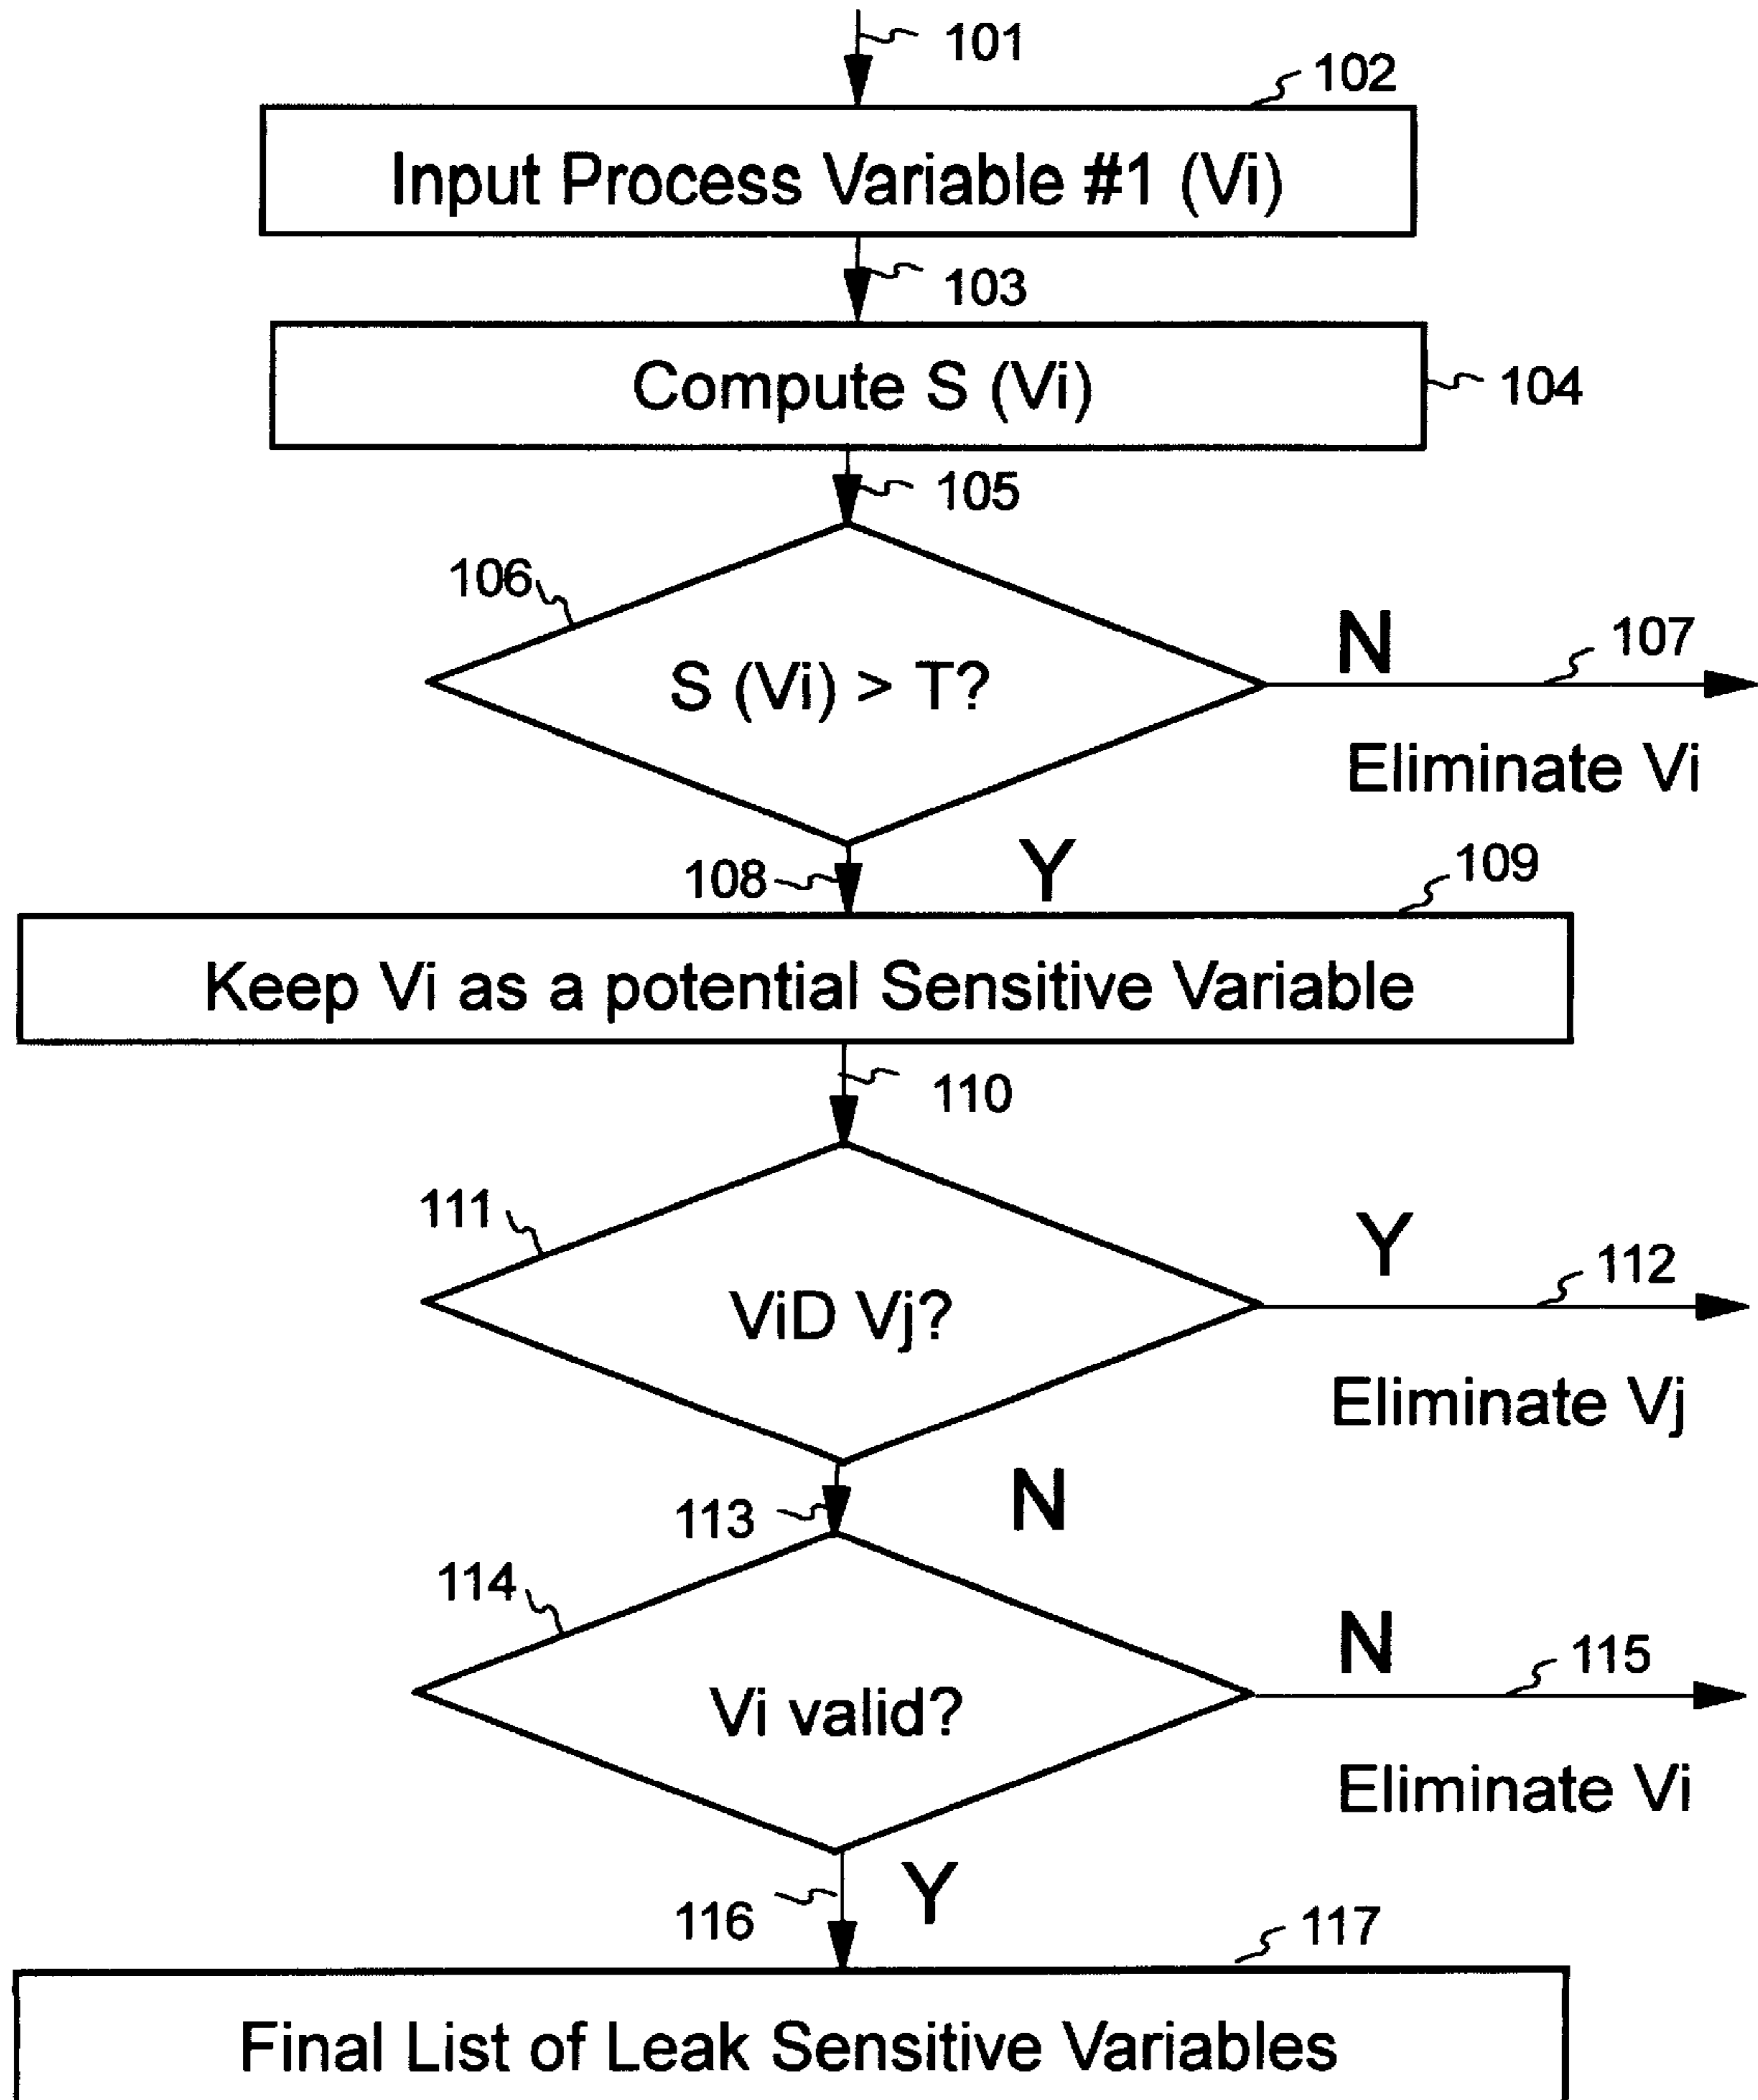 101
102
Input Process Variable #1 (Vi)
103
Compute S (Vi)
104
105
106
S (Vi) > T?
N
107
Eliminate Vi
108
Y
109
Keep Vi as a potential Sensitive Variable
110
111
ViD Vj?
Y
112
Eliminate Vj
113
N
114
Vi valid?
N
115
Eliminate Vi
116
Y
117
Final List of Leak Sensitive Variables